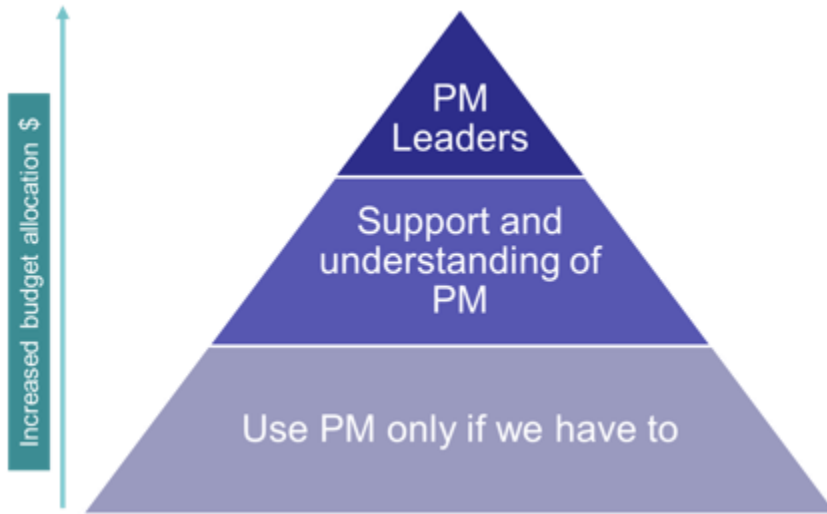 Increased budget allocation $
PM
Leaders
Support and
understanding of
PM
Use PM only if we have to